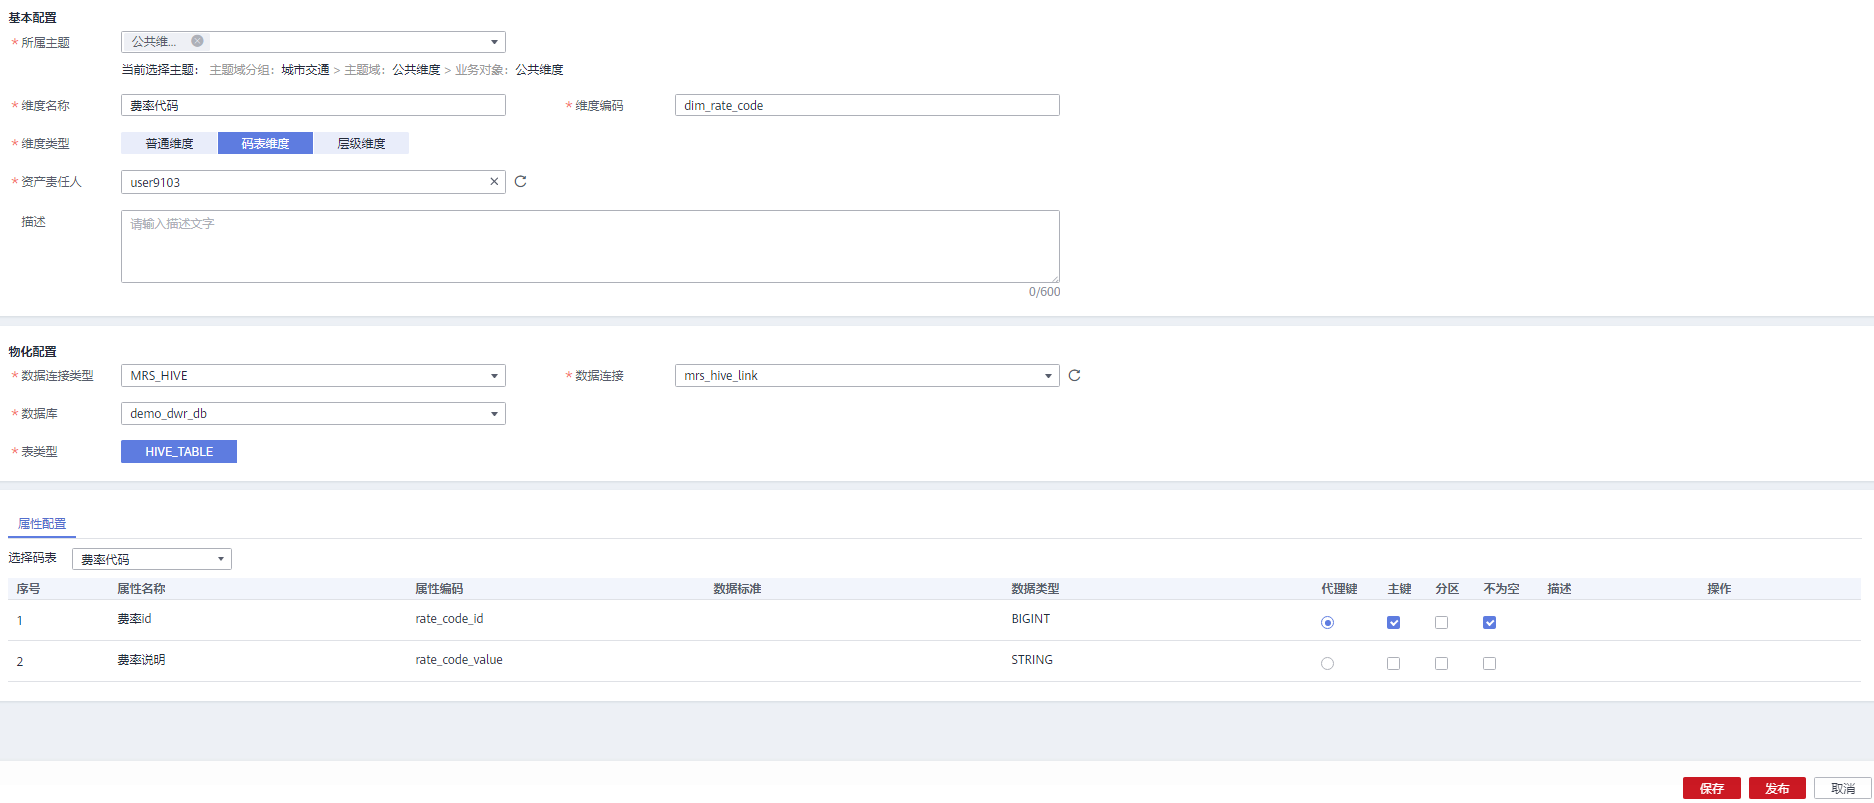 基本配置
* 所属主题 公共维...
当前选择主题： 主题域分组：城市交通 > 主题域：公共维度 > 业务对象：公共维度
* 维度名称 费率代码 * 维度编码 dim_rate_code
* 维度类型 普通维度 码表维度 层级维度
* 资产责任人 user9103
描述 请输入描述文字
0/600
物化配置
* 数据连接类型 MRS_HIVE * 数据连接 mrs_hive_link
* 数据库 demo_dwr_db
* 表类型 HIVE_TABLE
属性配置
选择码表 费率代码
序号 属性名称 属性编码 数据标准 数据类型 代理键 主键 分区 不为空 描述 操作
1 费率id rate_code_id BIGINT
2 费率说明 rate_code_value STRING
保存 发布 取消